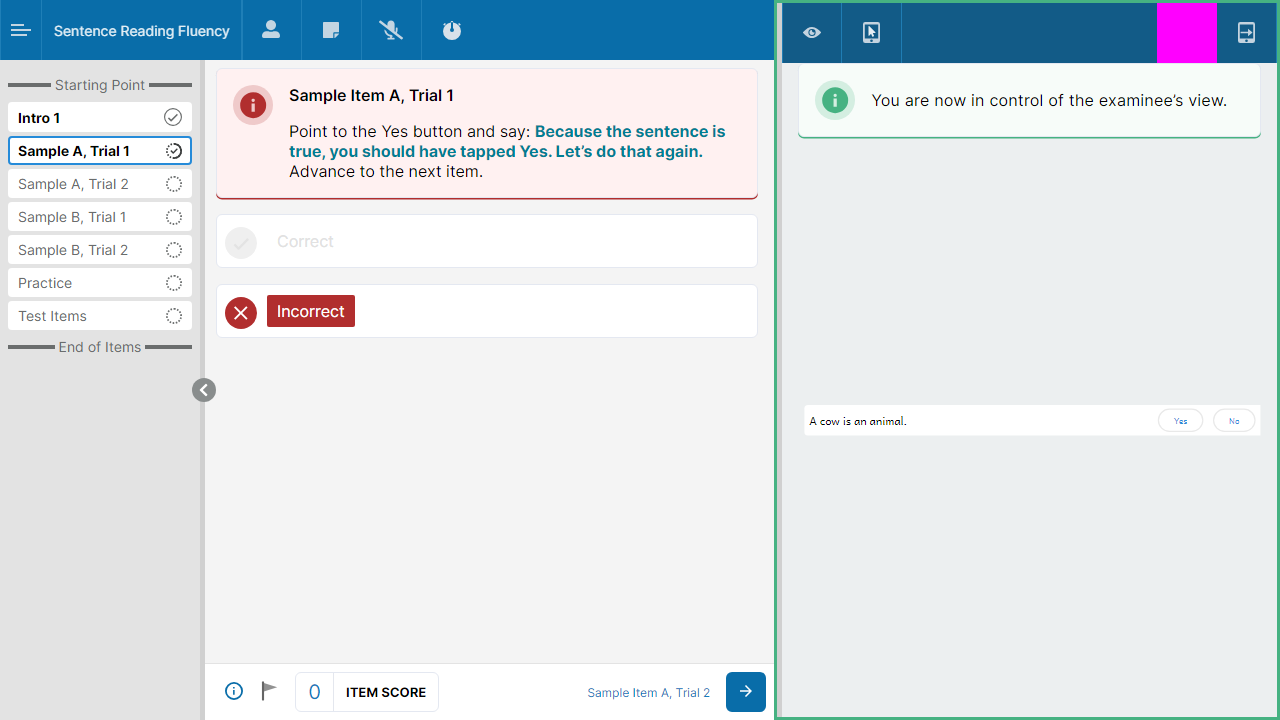 Sentence Reading Fluency
Starting Point
Intro 1
Sample A, Trial 1
Sample A, Trial 2
Sample B, Trial 1
Sample B, Trial 2
Practice
Test Items
End of Items
Sample Item A, Trial 1
Point to the Yes button and say: Because the sentence is
true, you should have tapped Yes. Let’s do that again.
Advance to the next item.
Correct
Incorrect
0 ITEM SCORE
Sample Item A, Trial 2
You are now in control of the examinee’s view.
A cow is an animal. Yes No